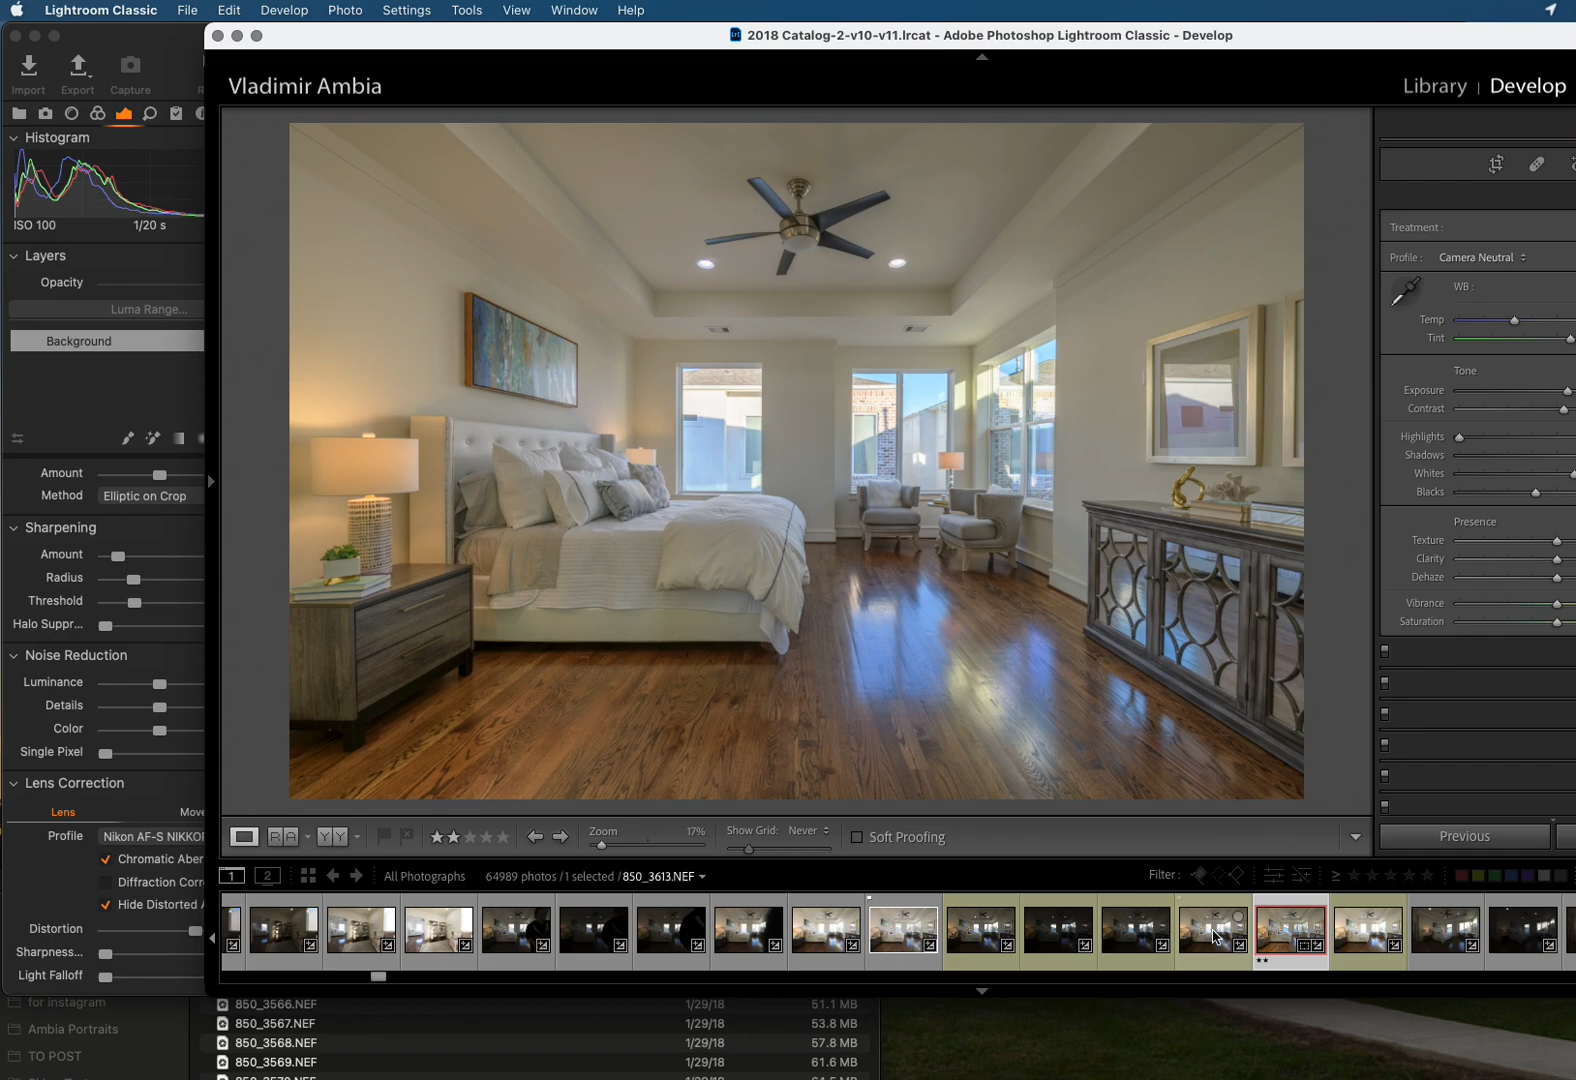 Lightroom Classic File Edit Develop Photo Settings Tools View Window Help
2018 Catalog-2-v10-v11.lrcat - Adobe Photoshop Lightroom Classic - Develop
Import Export Capture
Vladimir Ambia
Library | Develop
Histogram
ISO 100 1/20 s
Layers
Opacity
Luma Range...
Background
Amount
Method Elliptic on Crop
Sharpening
Amount
Radius
Threshold
Halo Suppr...
Noise Reduction
Luminance
Details
Color
Single Pixel
Lens Correction
Lens Move
Profile Nikon AF-S NIKKOR
Chromatic Aber
Diffraction Corr
Hide Distorted A
Distortion
Sharpness...
Light Falloff
Treatment :
Profile : Camera Neutral
WB :
Temp
Tint
Tone
Exposure
Contrast
Highlights
Shadows
Whites
Blacks
Presence
Texture
Clarity
Dehaze
Vibrance
Saturation
Previous
R A Y Y ★★★★★ Zoom 17% Show Grid: Never Soft Proofing
1 2 All Photographs 64989 photos / 1 selected / 850_3613.NEF Filter : ≥ ★★★★★
★★
for instagram
Ambia Portraits
TO POST
850_3566.NEF 1/29/18 51.1 MB
850_3567.NEF 1/29/18 53.8 MB
850_3568.NEF 1/29/18 57.8 MB
850_3569.NEF 1/29/18 61.6 MB